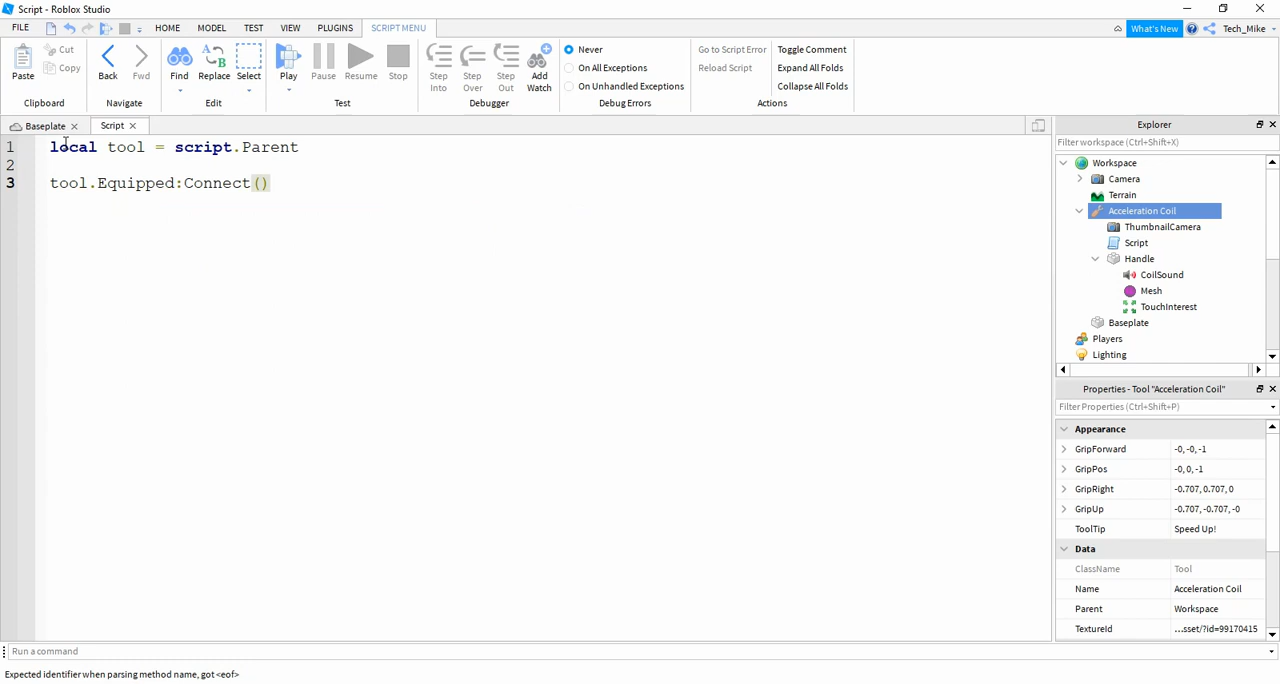 Script - Roblox Studio
FILE HOME MODEL TEST VIEW PLUGINS SCRIPT MENU What's New Tech_Mike
Paste Cut Copy Back Fwd Find Replace Select Play Pause Resume Stop Step Into Step Over Step Out Add Watch Never On All Exceptions On Unhandled Exceptions Go to Script Error Reload Script Toggle Comment Expand All Folds Collapse All Folds
Clipboard Navigate Edit Test Debugger Debug Errors Actions
Baseplate Script
1 local tool = script.Parent
2
3 tool.Equipped:Connect()
Explorer
Filter workspace (Ctrl+Shift+X)
Workspace
Camera
Terrain
Acceleration Coil
ThumbnailCamera
Script
Handle
CoilSound
Mesh
TouchInterest
Baseplate
Players
Lighting
Properties - Tool "Acceleration Coil"
Filter Properties (Ctrl+Shift+P)
Appearance
GripForward -0, -0, -1
GripPos -0, 0, -1
GripRight -0.707, 0.707, 0
GripUp -0.707, -0.707, -0
ToolTip Speed Up!
Data
ClassName Tool
Name Acceleration Coil
Parent Workspace
TextureId ...sset/?id=99170415
Run a command
Expected identifier when parsing method name, got <eof>